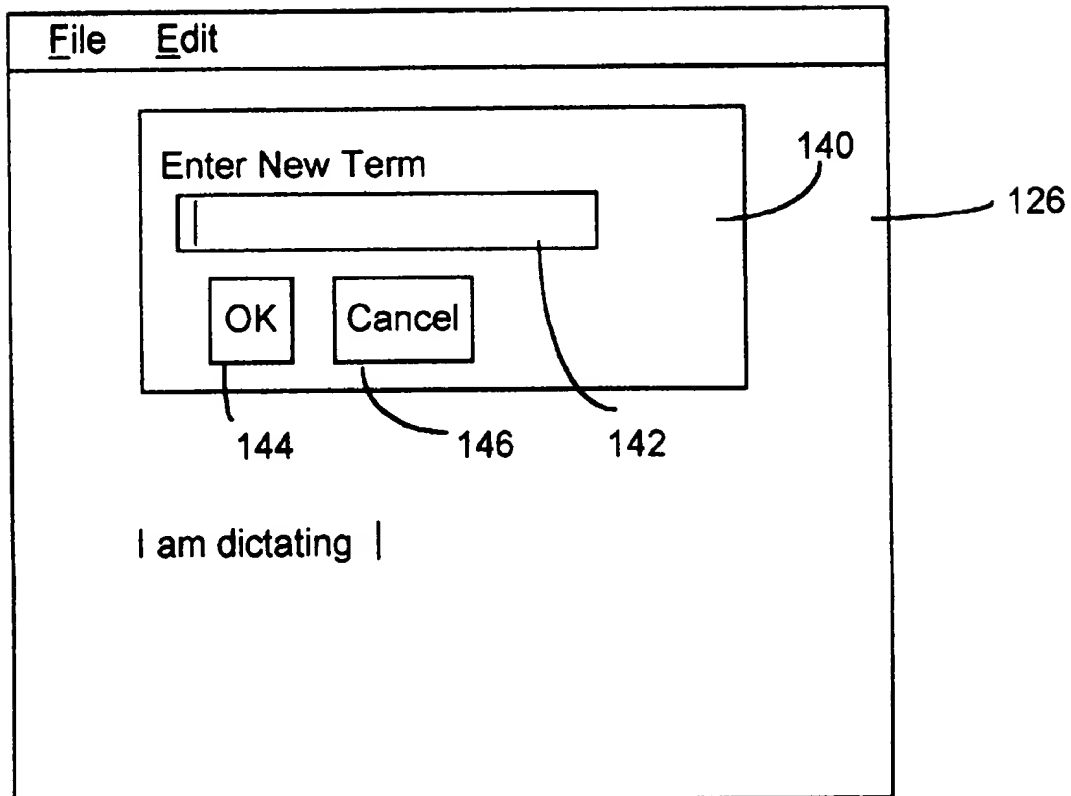 File Edit
Enter New Term
140
126
OK Cancel
144 146 142
I am dictating